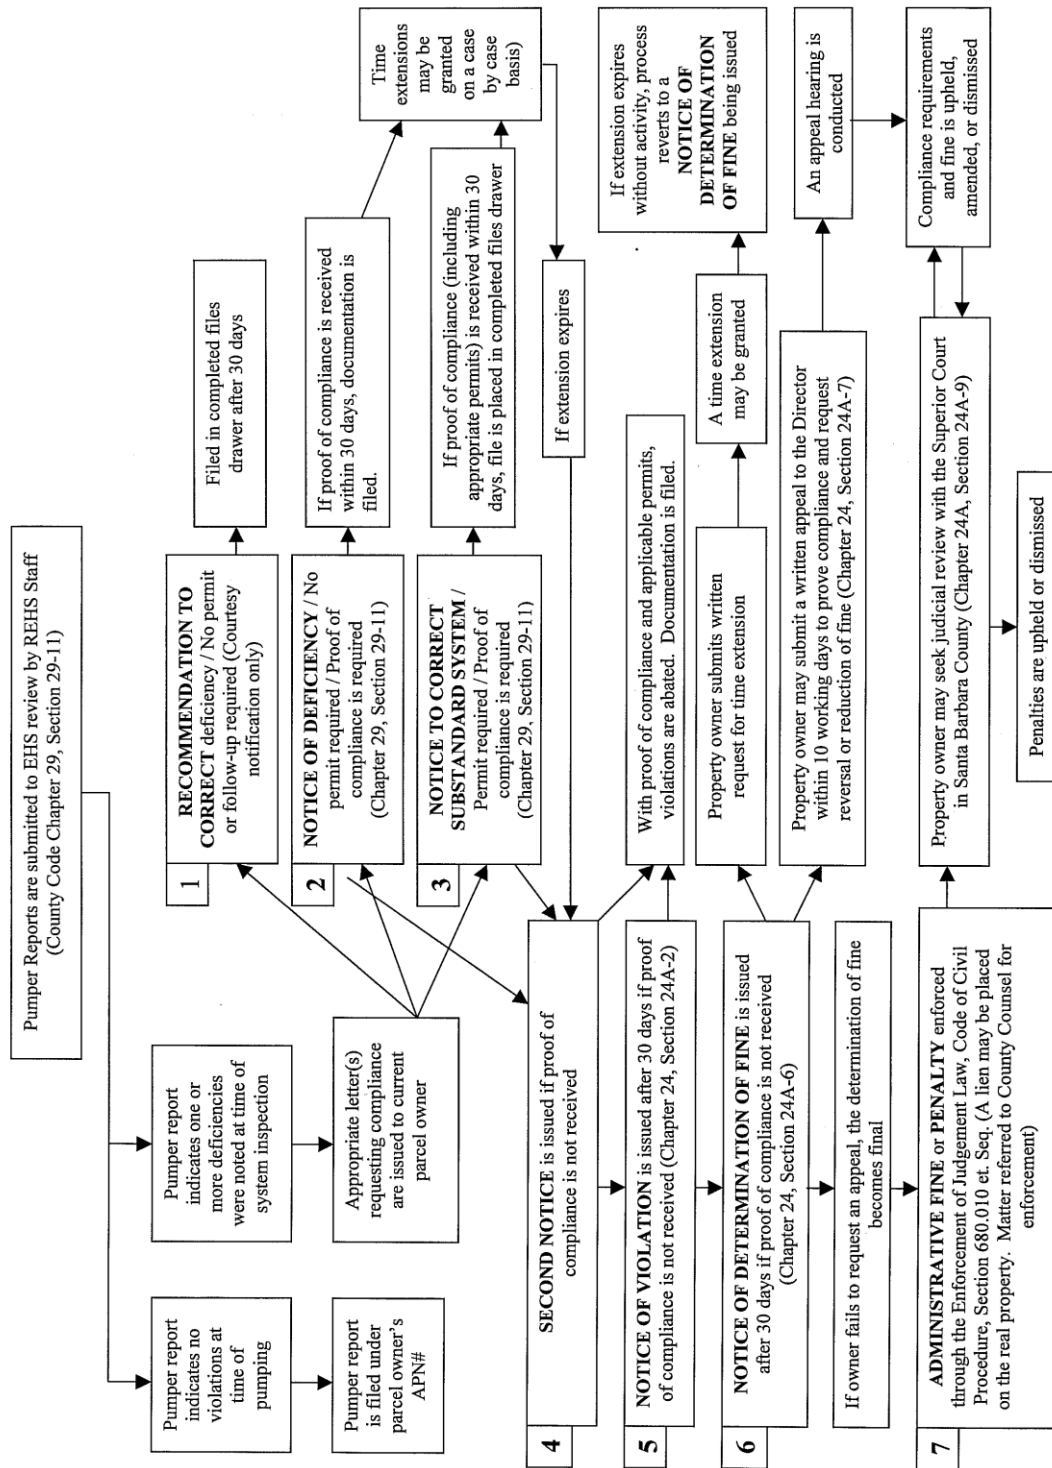 Pumper Reports are submitted to EHS review by REHS Staff
(County Code Chapter 29, Section 29-11)
Pumper report
indicates no
violations at
time of
pumping
Pumper report
is filed under
parcel owner's
APN#
Pumper report
indicates one or
more deficiencies
were noted at time of
system inspection
Appropriate letter(s)
requesting compliance
are issued to current
parcel owner
1
RECOMMENDATION TO
CORRECT deficiency / No permit
or follow-up required (Courtesy
notification only)
Filed in completed files
drawer after 30 days
2
NOTICE OF DEFICIENCY / No
permit required / Proof of
compliance is required
(Chapter 29, Section 29-11)
If proof of compliance is received
within 30 days, documentation is
filed.
3
NOTICE TO CORRECT
SUBSTANDARD SYSTEM /
Permit required / Proof of
compliance is required
(Chapter 29, Section 29-11)
If proof of compliance (including
appropriate permits) is received within 30
days, file is placed in completed files drawer
Time
extensions
may be
granted
on a case
by case
basis)
If extension expires
4
SECOND NOTICE is issued if proof of
compliance is not received
5
NOTICE OF VIOLATION is issued after 30 days if proof
of compliance is not received (Chapter 24, Section 24A-2)
With proof of compliance and applicable permits,
violations are abated. Documentation is filed.
6
NOTICE OF DETERMINATION OF FINE is issued
after 30 days if proof of compliance is not received
(Chapter 24, Section 24A-6)
Property owner submits written
request for time extension
A time extension
may be granted
If extension expires
without activity, process
reverts to a
NOTICE OF
DETERMINATION
OF FINE being issued
Property owner may submit a written appeal to the Director
within 10 working days to prove compliance and request
reversal or reduction of fine (Chapter 24, Section 24A-7)
An appeal hearing is
conducted
If owner fails to request an appeal, the determination of fine
becomes final
7
ADMINISTRATIVE FINE or PENALTY enforced
through the Enforcement of Judgement Law, Code of Civil
Procedure, Section 680.010 et. Seq. (A lien may be placed
on the real property. Matter referred to County Counsel for
enforcement)
Property owner may seek judicial review with the Superior Court
in Santa Barbara County (Chapter 24A, Section 24A-9)
Compliance requirements
and fine is upheld,
amended, or dismissed
Penalties are upheld or dismissed